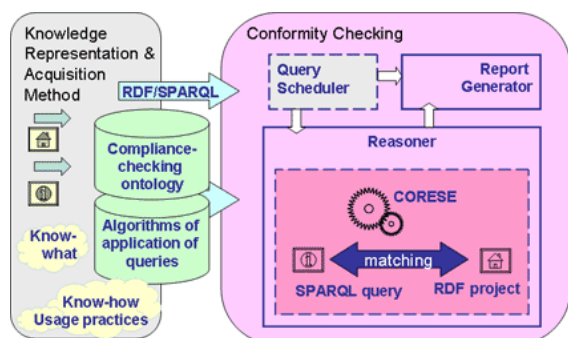 Knowledge
Representation &
Acquisition
Method
RDF/SPARQL
Compliance-
checking
ontology
Algorithms of
application of
queries
Know-
what
Know-how
Usage practices
Conformity Checking
Query
Scheduler
Report
Generator
Reasoner
CORESE
matching
SPARQL query
RDF project